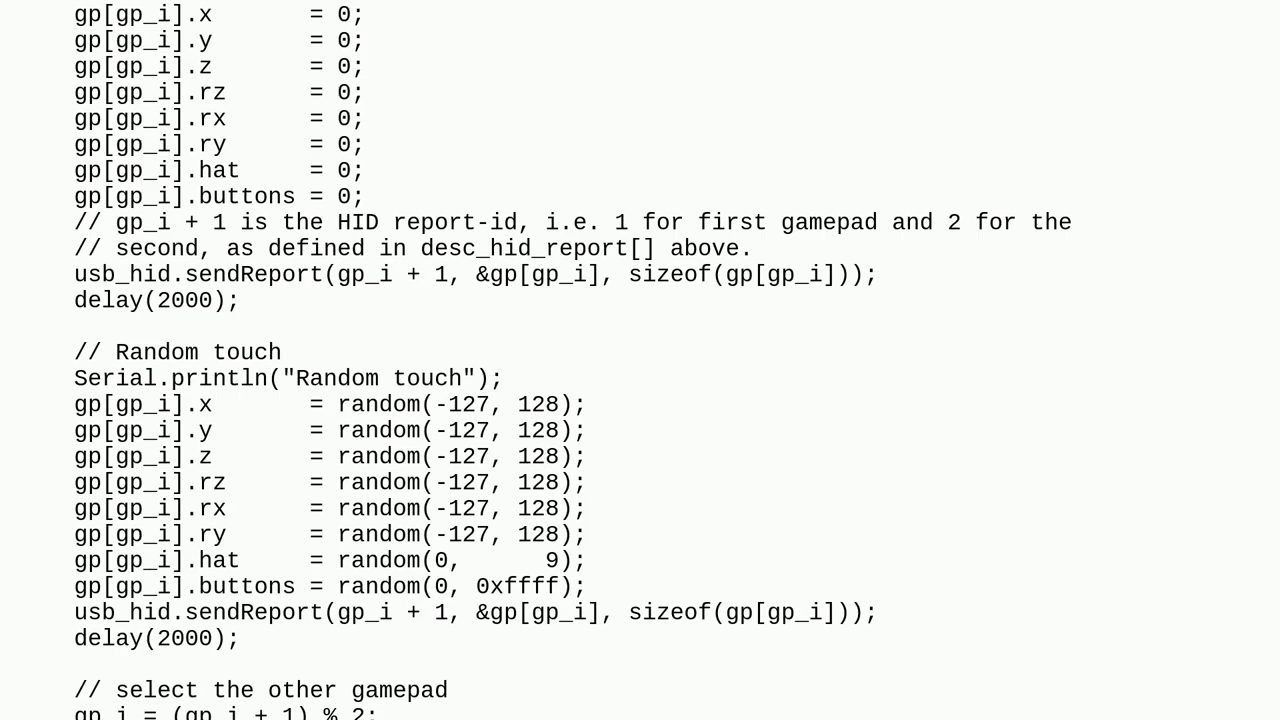 gp[gp_i].x       = 0;
gp[gp_i].y       = 0;
gp[gp_i].z       = 0;
gp[gp_i].rz      = 0;
gp[gp_i].rx      = 0;
gp[gp_i].ry      = 0;
gp[gp_i].hat     = 0;
gp[gp_i].buttons = 0;
// gp_i + 1 is the HID report-id, i.e. 1 for first gamepad and 2 for the
// second, as defined in desc_hid_report[] above.
usb_hid.sendReport(gp_i + 1, &gp[gp_i], sizeof(gp[gp_i]));
delay(2000);

// Random touch
Serial.println("Random touch");
gp[gp_i].x       = random(-127, 128);
gp[gp_i].y       = random(-127, 128);
gp[gp_i].z       = random(-127, 128);
gp[gp_i].rz      = random(-127, 128);
gp[gp_i].rx      = random(-127, 128);
gp[gp_i].ry      = random(-127, 128);
gp[gp_i].hat     = random(0,      9);
gp[gp_i].buttons = random(0, 0xffff);
usb_hid.sendReport(gp_i + 1, &gp[gp_i], sizeof(gp[gp_i]));
delay(2000);

// select the other gamepad
gp_i = (gp_i + 1) % 2;